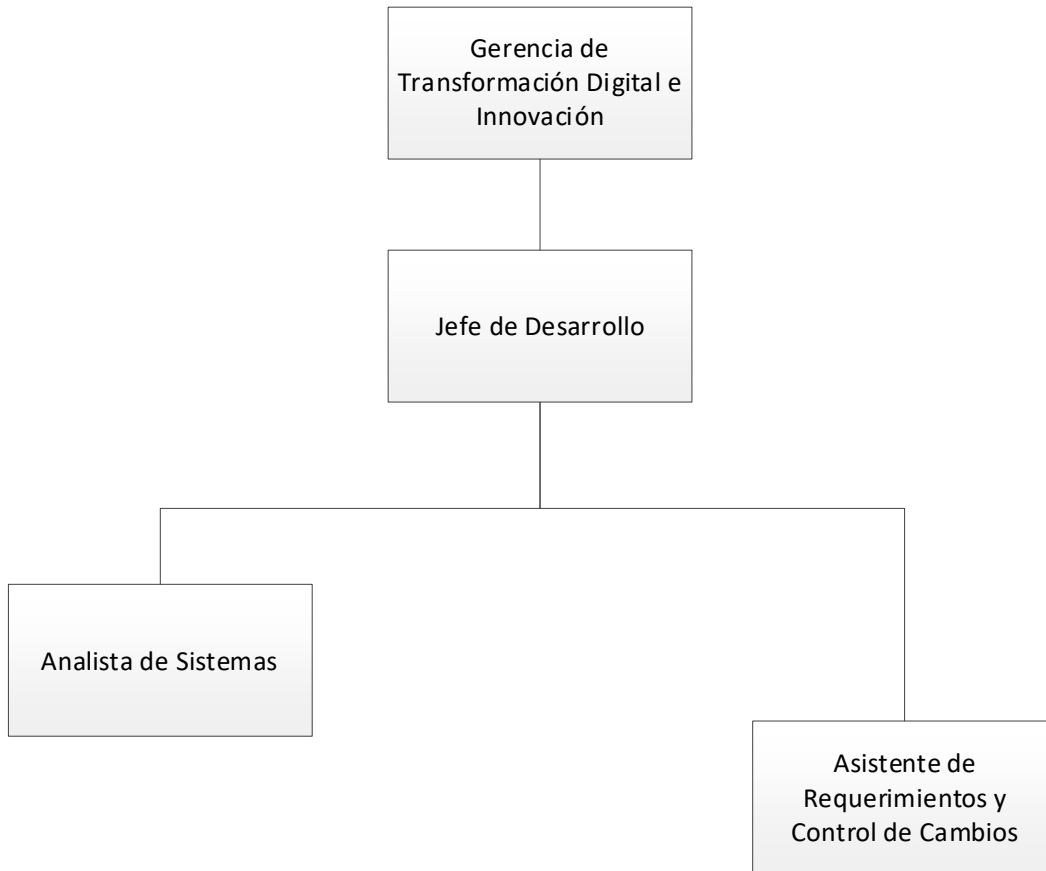 Gerencia de
Transformación Digital e
Innovación
Jefe de Desarrollo
Analista de Sistemas
Asistente de
Requerimientos y
Control de Cambios